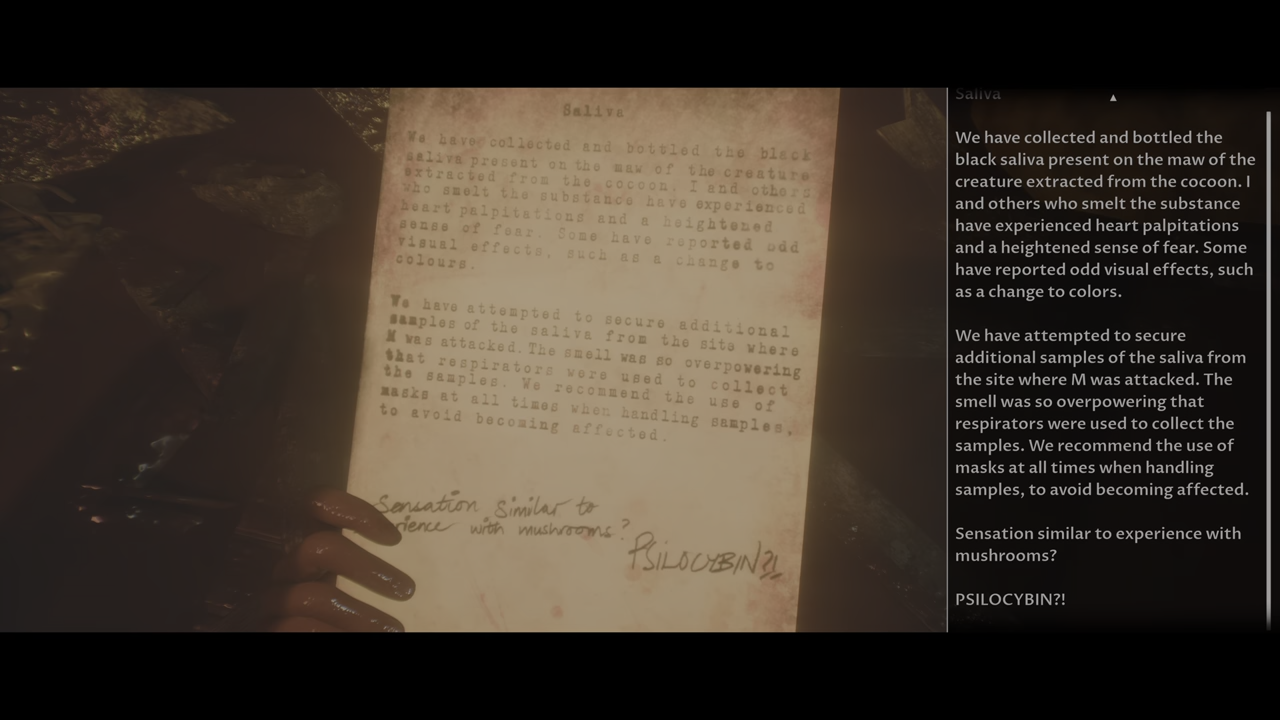 Saliva
We have collected and bottled the black
saliva present on the maw of the creature
extracted from the cocoon. I and others
who smelt the substance have experienced
heart palpitations and a heightened
sense of fear. Some have reported odd
visual effects, such as a change to
colours.
We have attempted to secure additional
samples of the saliva from the site where
M was attacked. The smell was so overpowering
that respirators were used to collect
the samples. We recommend the use of
masks at all times when handling samples,
to avoid becoming affected.
Sensation similar to
rience with mushrooms?
PSILOCYBIN?!
Saliva
We have collected and bottled the
black saliva present on the maw of the
creature extracted from the cocoon. I
and others who smelt the substance
have experienced heart palpitations
and a heightened sense of fear. Some
have reported odd visual effects, such
as a change to colors.
We have attempted to secure
additional samples of the saliva from
the site where M was attacked. The
smell was so overpowering that
respirators were used to collect the
samples. We recommend the use of
masks at all times when handling
samples, to avoid becoming affected.
Sensation similar to experience with
mushrooms?
PSILOCYBIN?!